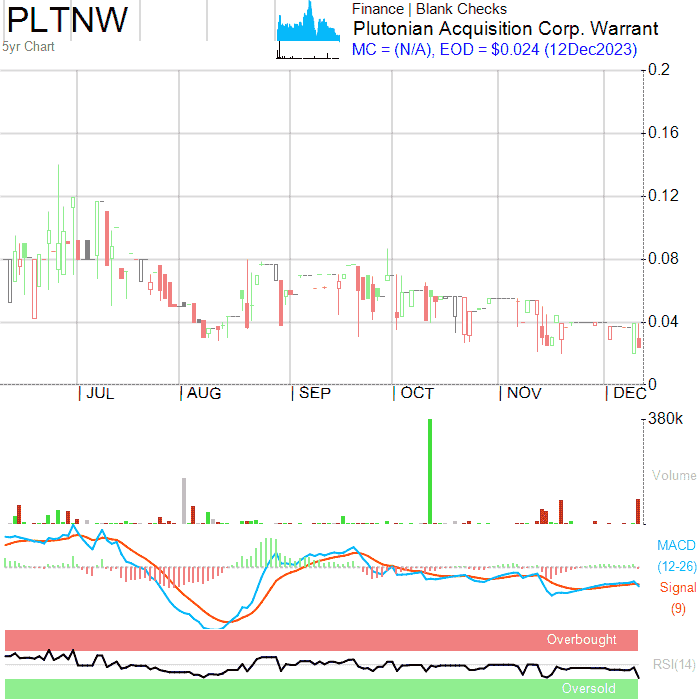 PLTNW
5yr Chart
Finance | Blank Checks
Plutonian Acquisition Corp. Warrant
MC = (N/A), EOD = $0.024 (12Dec2023)
0.2
0.16
0.12
0.08
0.04
0
JUL AUG SEP OCT NOV DEC
380k
Volume
MACD
(12-26)
Signal
(9)
Overbought
RSI(14)
Oversold